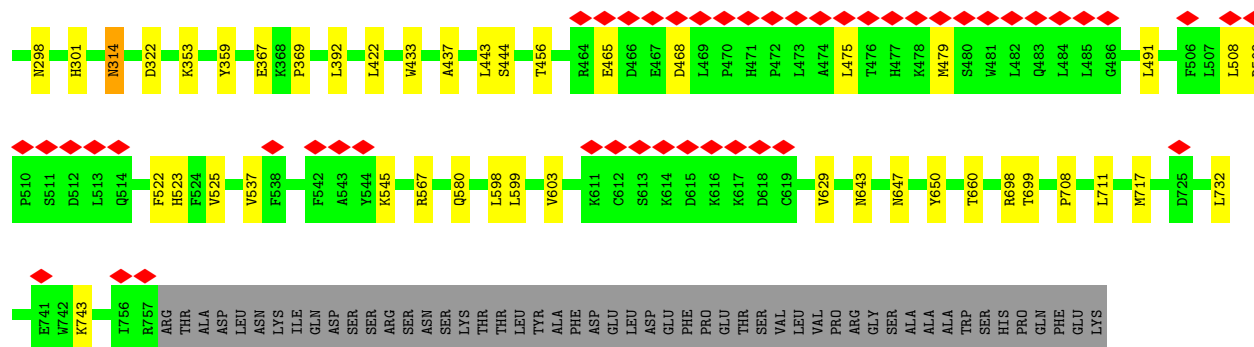 N298 H301 N314 D322 K353 Y359 E367 K368 P369 L392 L422 W433 A437 L443 S444 T456 R464 E465 D466 E467 D468 L469 P470 H471 P472 L473 A474 L475 T476 H477 K478 M479 S480 W481 L482 Q483 L484 L485 G486 L491 F506 L507 L508
P510 S511 D512 L513 Q514 F522 H523 F524 V525 V537 F538 F542 A543 Y544 K545 R567 Q580 L598 L599 V603 K611 C612 S613 K614 D615 K616 K617 D618 C619 V629 N643 N647 Y650 T660 R698 T699 P708 L711 M717 D725 L732
E741 W742 K743 I756 R757 ARG THR ALA ASP LEU ASN LYS ILE GLN ASP SER SER ARG SER ASN SER LYS THR THR LEU TYR ALA PHE ASP GLU LEU ASP GLU PHE PRO GLU THR SER VAL LEU VAL PRO ARG GLY SER ALA ALA ALA TRP SER HIS PRO GLN PHE GLU LYS